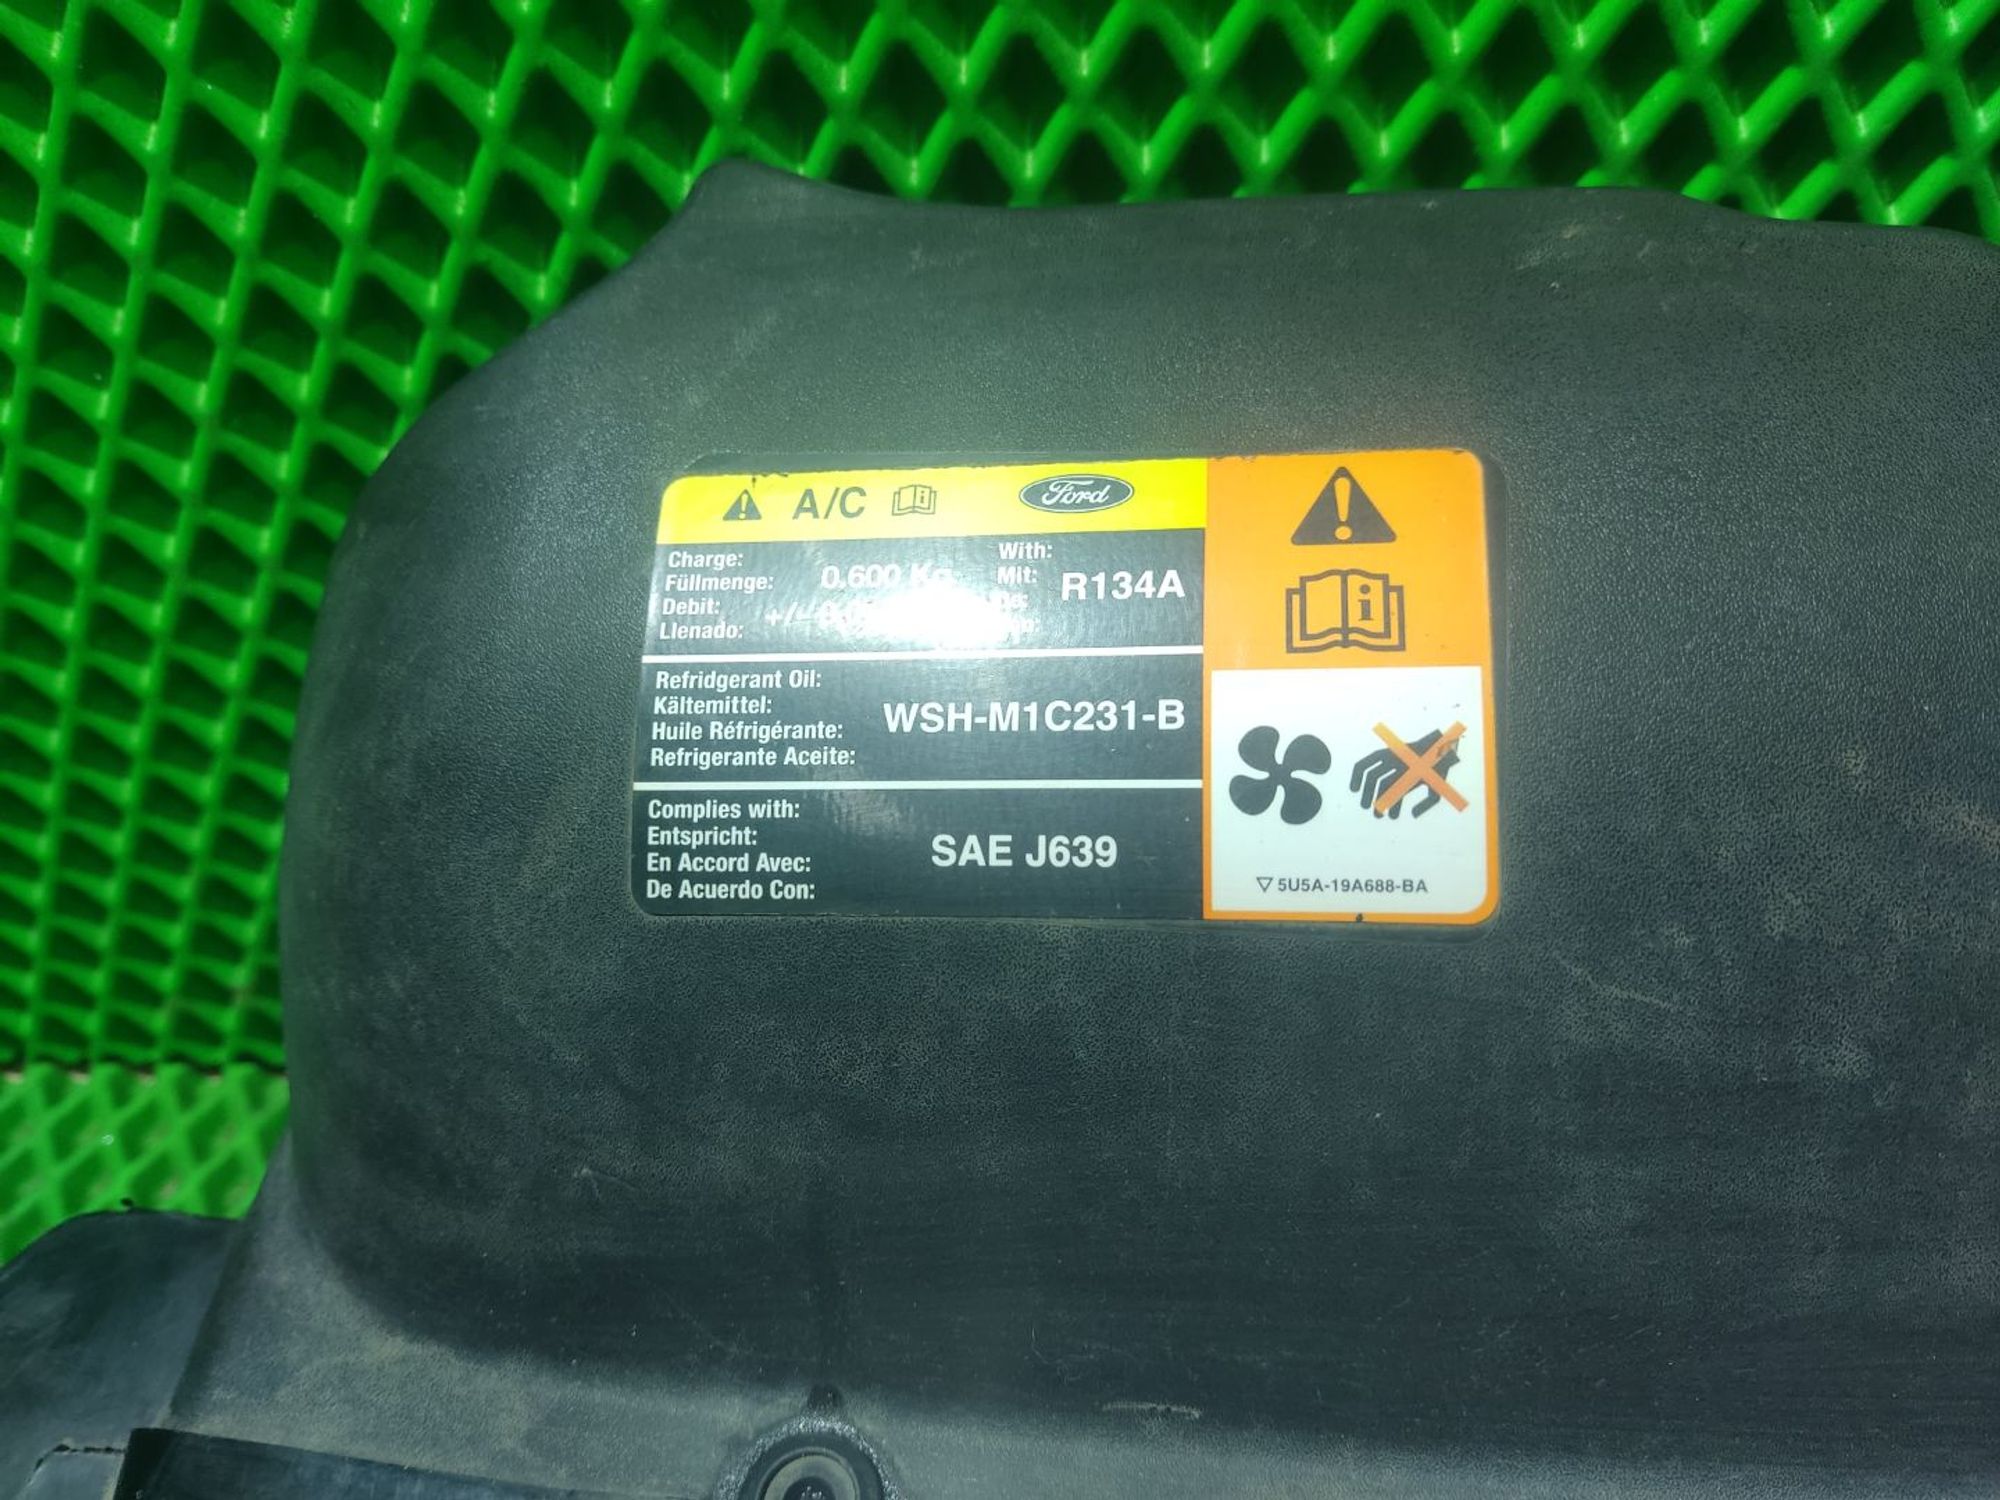 A/C
Ford
Charge:
Füllmenge:
Debit:
Llenado:
0.600 Kg
+/-
With:
Mit:
R134A
Refridgerant Oil:
Kältemittel:
Huile Réfrigérante:
Refrigerante Aceite:
WSH-M1C231-B
Complies with:
Entspricht:
En Accord Avec:
De Acuerdo Con:
SAE J639
5U5A-19A688-BA